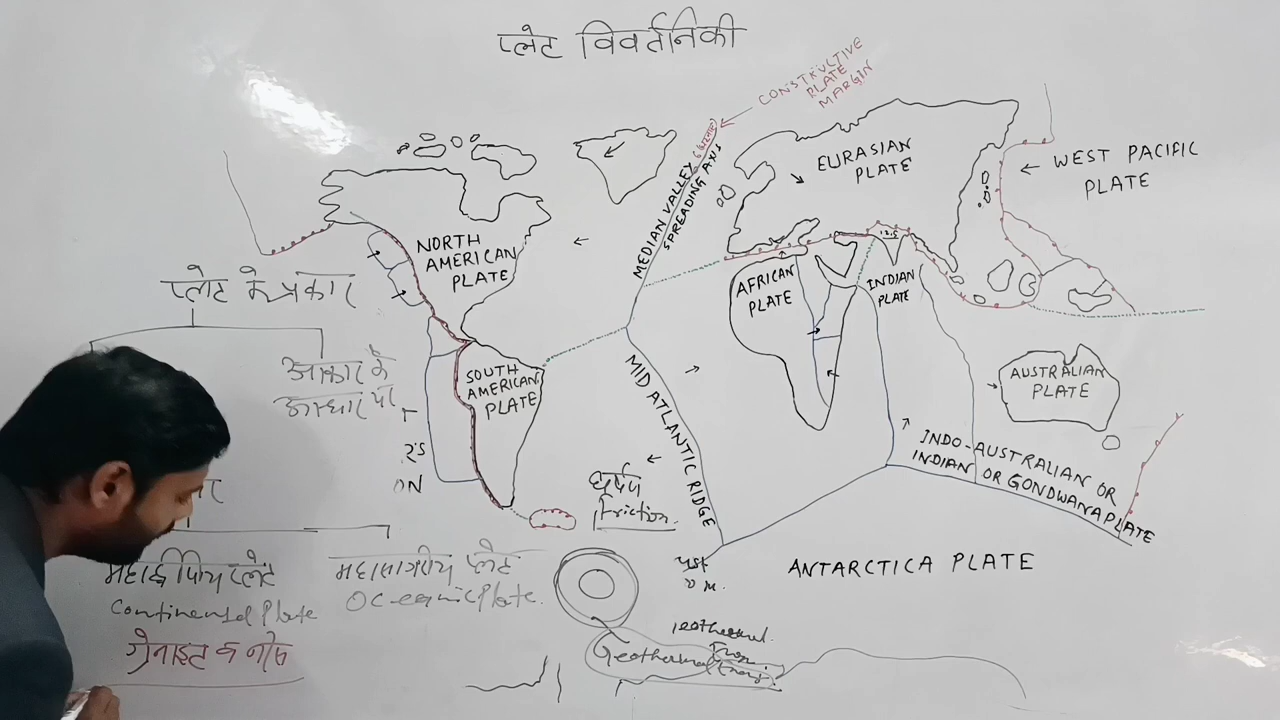 प्लेट विवर्तनिकी
CONSTRUCTIVE
PLATE
MARGIN
MEDIAN VALLEY
SPREADING AXIS
EURASIAN
PLATE
← WEST PACIFIC
PLATE
NORTH
AMERICAN
PLATE
AFRICAN
PLATE
INDIAN
PLATE
प्लेट के प्रकार
आकार के
आधार पर
SOUTH
AMERICAN
PLATE
AUSTRALIAN
PLATE
MID ATLANTIC RIDGE
INDO-AUSTRALIAN OR
INDIAN OR GONDWANA PLATE
घर्षण
Friction.
ANTARCTICA PLATE
महाद्वीपीय प्लेट
Continental Plate
महासागरीय प्लेट
Oceanic Plate.
ग्रेनाइट व नीस
Geothermal